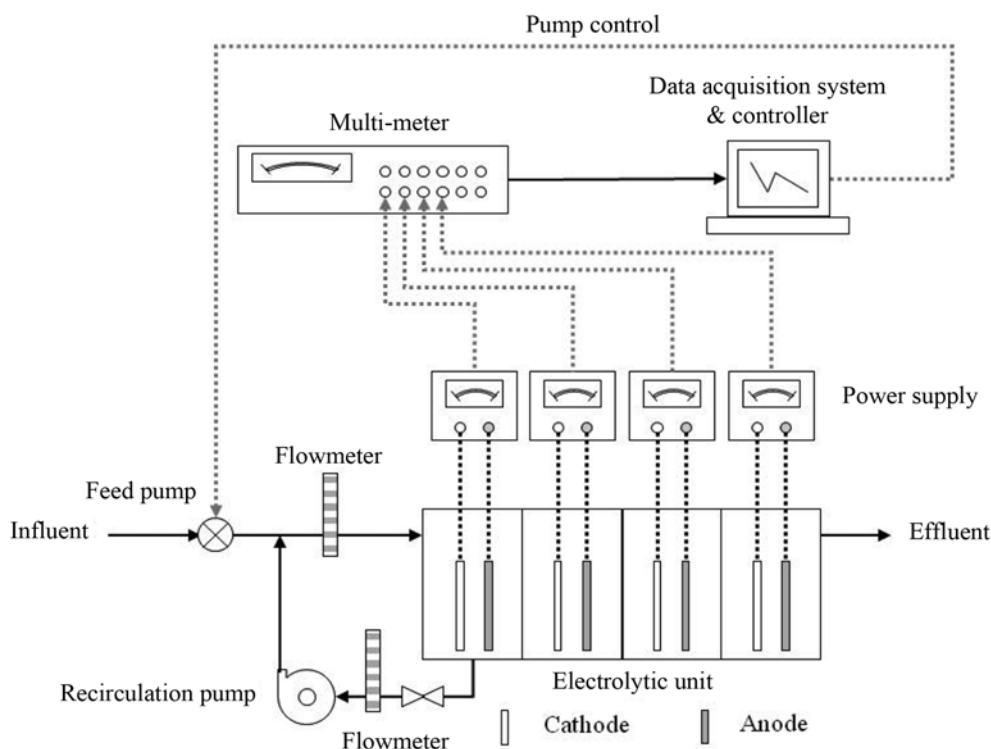 Pump control
Data acquisition system
& controller
Multi-meter
Power supply
Flowmeter
Feed pump
Influent
Effluent
Recirculation pump
Electrolytic unit
Cathode
Anode
Flowmeter